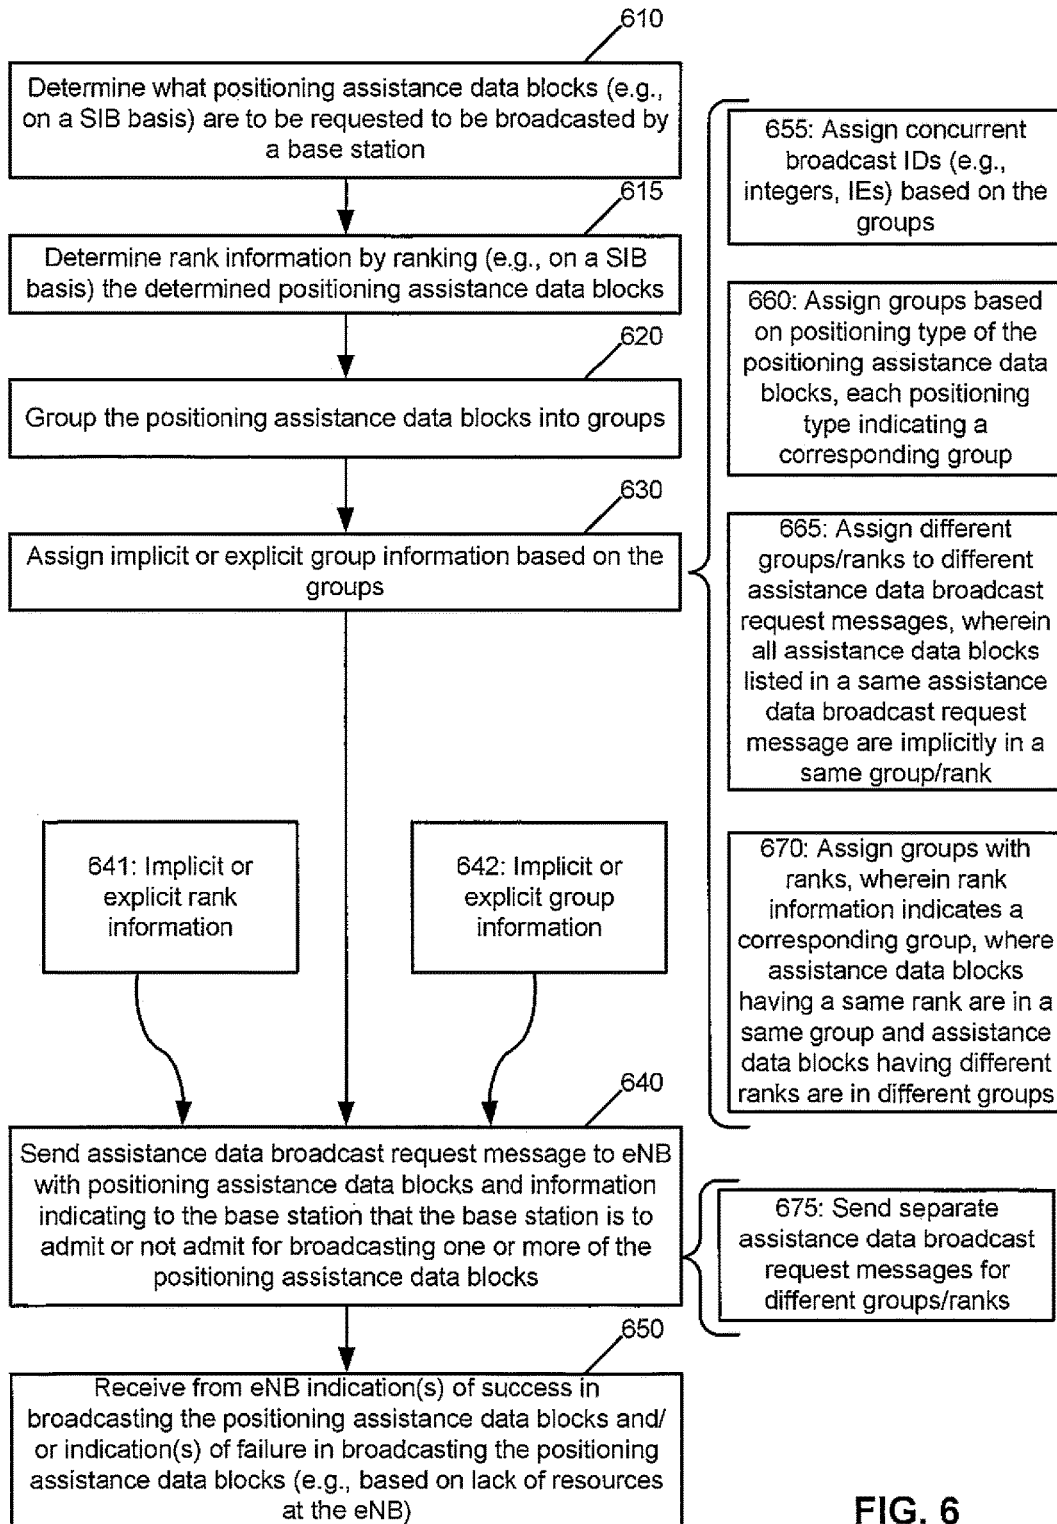 610
Determine what positioning assistance data blocks (e.g.,
on a SIB basis) are to be requested to be broadcasted by
a base station
615
Determine rank information by ranking (e.g., on a SIB
basis) the determined positioning assistance data blocks
620
Group the positioning assistance data blocks into groups
630
Assign implicit or explicit group information based on the
groups
655: Assign concurrent
broadcast IDs (e.g.,
integers, IEs) based on the
groups
660: Assign groups based
on positioning type of the
positioning assistance data
blocks, each positioning
type indicating a
corresponding group
665: Assign different
groups/ranks to different
assistance data broadcast
request messages, wherein
all assistance data blocks
listed in a same assistance
data broadcast request
message are implicitly in a
same group/rank
670: Assign groups with
ranks, wherein rank
information indicates a
corresponding group, where
assistance data blocks
having a same rank are in a
same group and assistance
data blocks having different
ranks are in different groups
641: Implicit or
explicit rank
information
642: Implicit or
explicit group
information
640
Send assistance data broadcast request message to eNB
with positioning assistance data blocks and information
indicating to the base station that the base station is to
admit or not admit for broadcasting one or more of the
positioning assistance data blocks
675: Send separate
assistance data broadcast
request messages for
different groups/ranks
650
Receive from eNB indication(s) of success in
broadcasting the positioning assistance data blocks and/
or indication(s) of failure in broadcasting the positioning
assistance data blocks (e.g., based on lack of resources
at the eNB)
FIG. 6